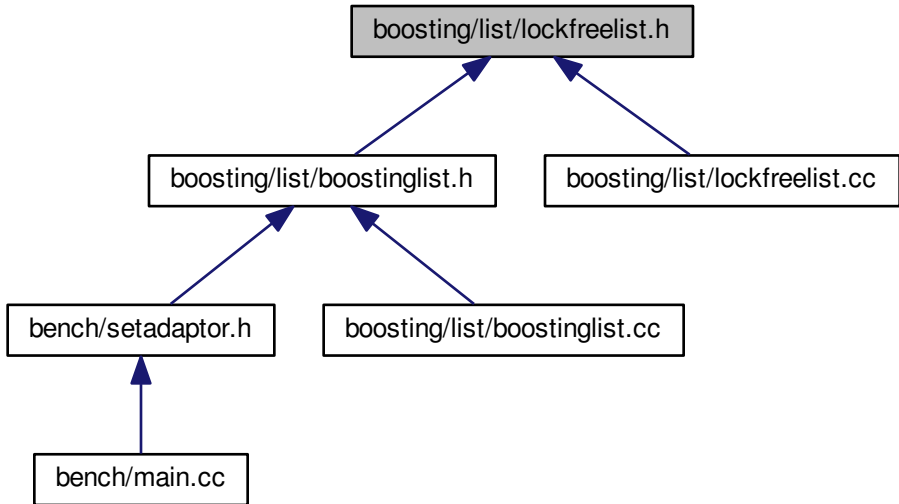 boosting/list/lockfreelist.h
boosting/list/boostinglist.h
boosting/list/lockfreelist.cc
bench/setadaptor.h
boosting/list/boostinglist.cc
bench/main.cc